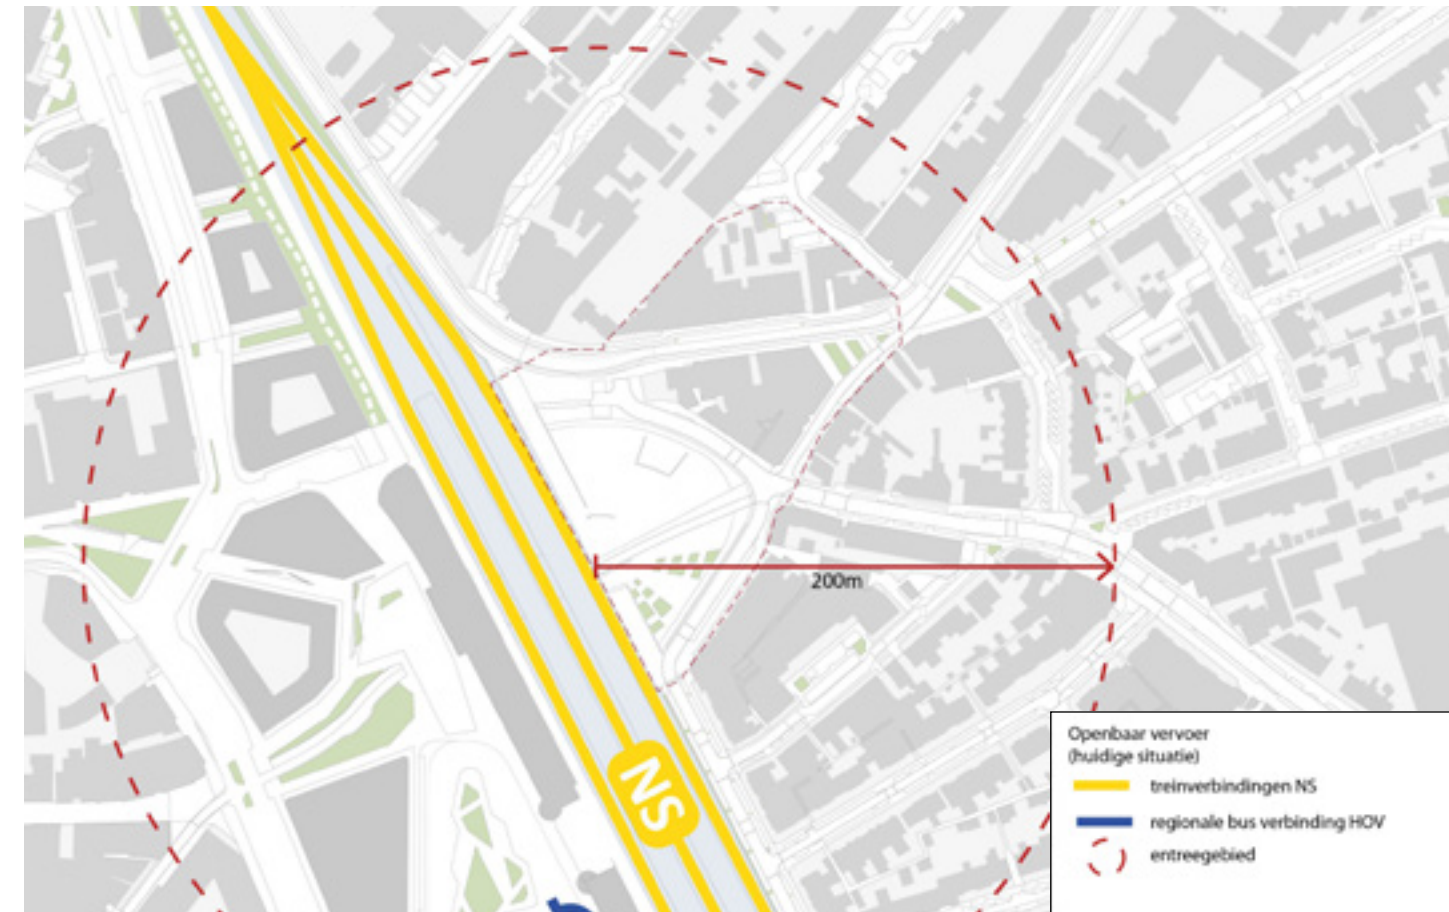 200m
NS
Openbaar vervoer
(huidige situatie)
treinverbindingen NS
regionale bus verbinding HOV
entreegebied